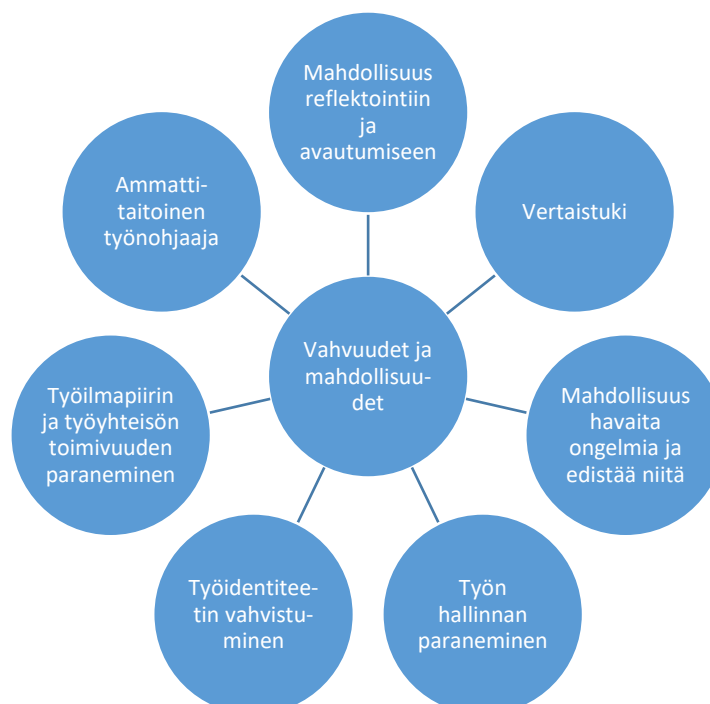 Mahdollisuus
reflektointiin
ja
avautumiseen
Vertaistuki
Mahdollisuus
havaita
ongelmia ja
edistää niitä
Työn
hallinnan
paraneminen
Työidentitee-
tin vahvistu-
minen
Työilmapiirin
ja työyhteisön
toimivuuden
paraneminen
Ammatti-
taitoinen
työnohjaaja
Vahvuudet ja
mahdollisuu-
det